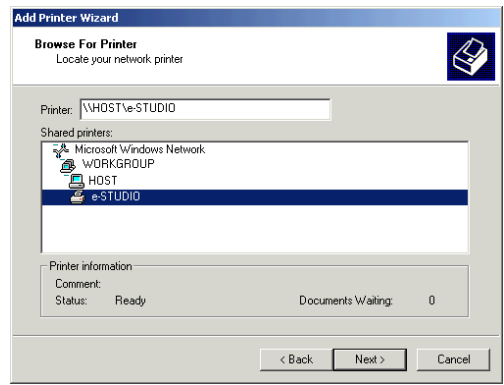 Add Printer Wizard
Browse For Printer
Locate your network printer
Printer: \\HOST\e-STUDIO
Shared printers:
Microsoft Windows Network
WORKGROUP
HOST
e-STUDIO
Printer information
Comment:
Status: Ready Documents Waiting: 0
< Back Next > Cancel